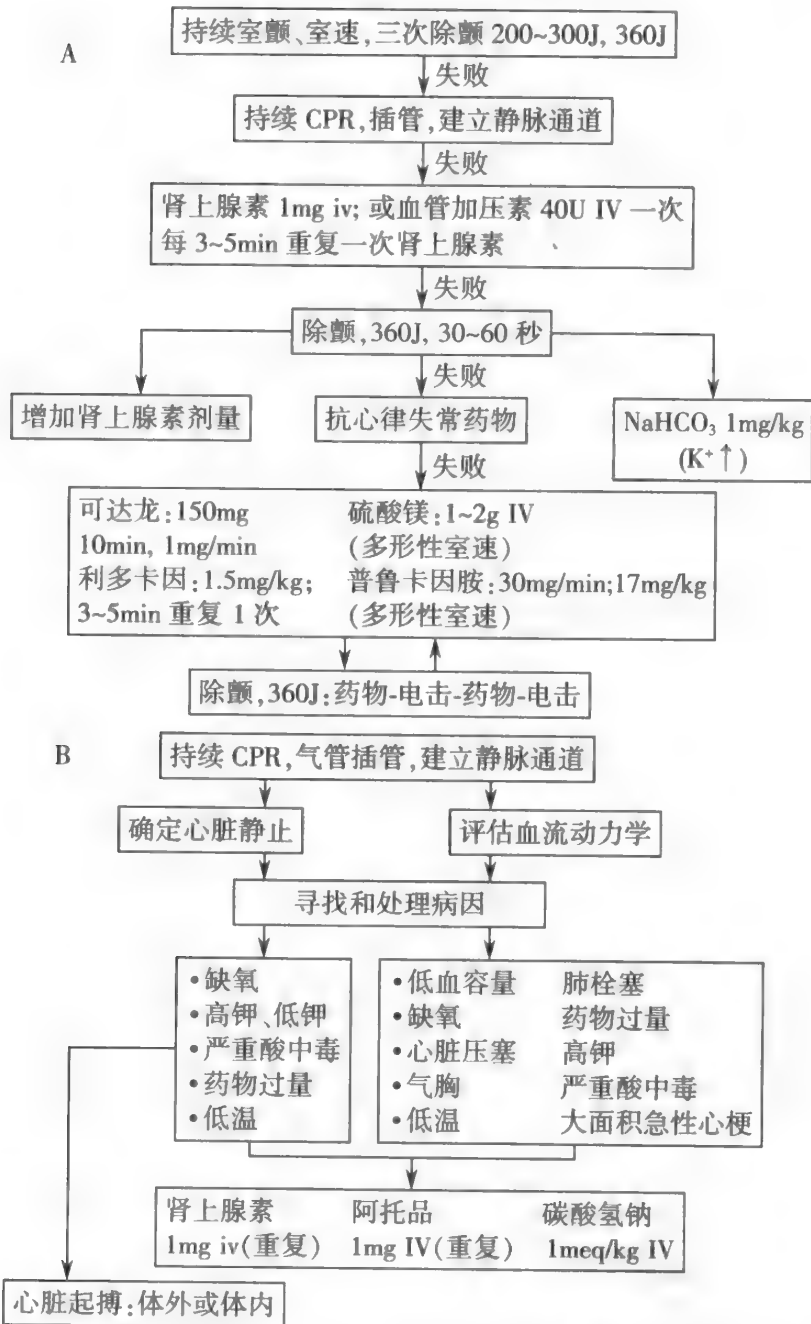 A
持续室颤、室速,三次除颤 200~300J, 360J
失败
持续 CPR,插管,建立静脉通道
失败
肾上腺素 1mg iv; 或血管加压素 40U IV 一次
每 3~5min 重复一次肾上腺素
失败
除颤, 360J, 30~60 秒
失败
增加肾上腺素剂量
抗心律失常药物
NaHCO₃ 1mg/kg
(K⁺↑)
失败
可达龙:150mg 硫酸镁:1~2g IV
10min, 1mg/min (多形性室速)
利多卡因:1.5mg/kg; 普鲁卡因胺:30mg/min;17mg/kg
3~5min 重复 1 次 (多形性室速)
除颤, 360J:药物-电击-药物-电击
B
持续 CPR,气管插管,建立静脉通道
确定心脏静止
评估血流动力学
寻找和处理病因
•缺氧
•高钾、低钾
•严重酸中毒
•药物过量
•低温
•低血容量 肺栓塞
•缺氧 药物过量
•心脏压塞 高钾
•气胸 严重酸中毒
•低温 大面积急性心梗
肾上腺素 阿托品 碳酸氢钠
1mg iv(重复) 1mg IV(重复) 1meq/kg IV
心脏起搏:体外或体内